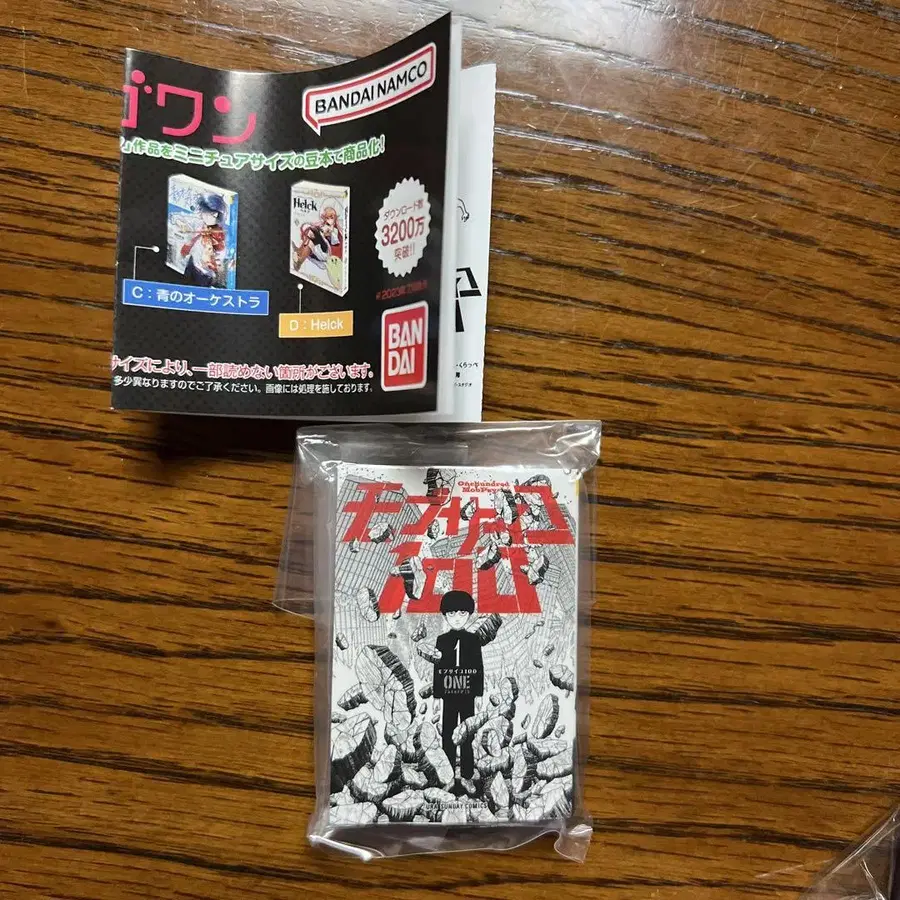 ゴワン
BANDAI NAMCO
作品をミニチュアサイズの豆本で商品化!
Helck
ダウンロード数
3200万
突破!!
C:青のオーケストラ
D:Helck
BAN
DAI
サイズにより、一部読めない箇所がございます。
多少異なりますのでご了承ください。画像には処理を施しております。
OneHundred
モブサイコ
100
1
モブサイコ100
ONE
SUNDAY COMICS